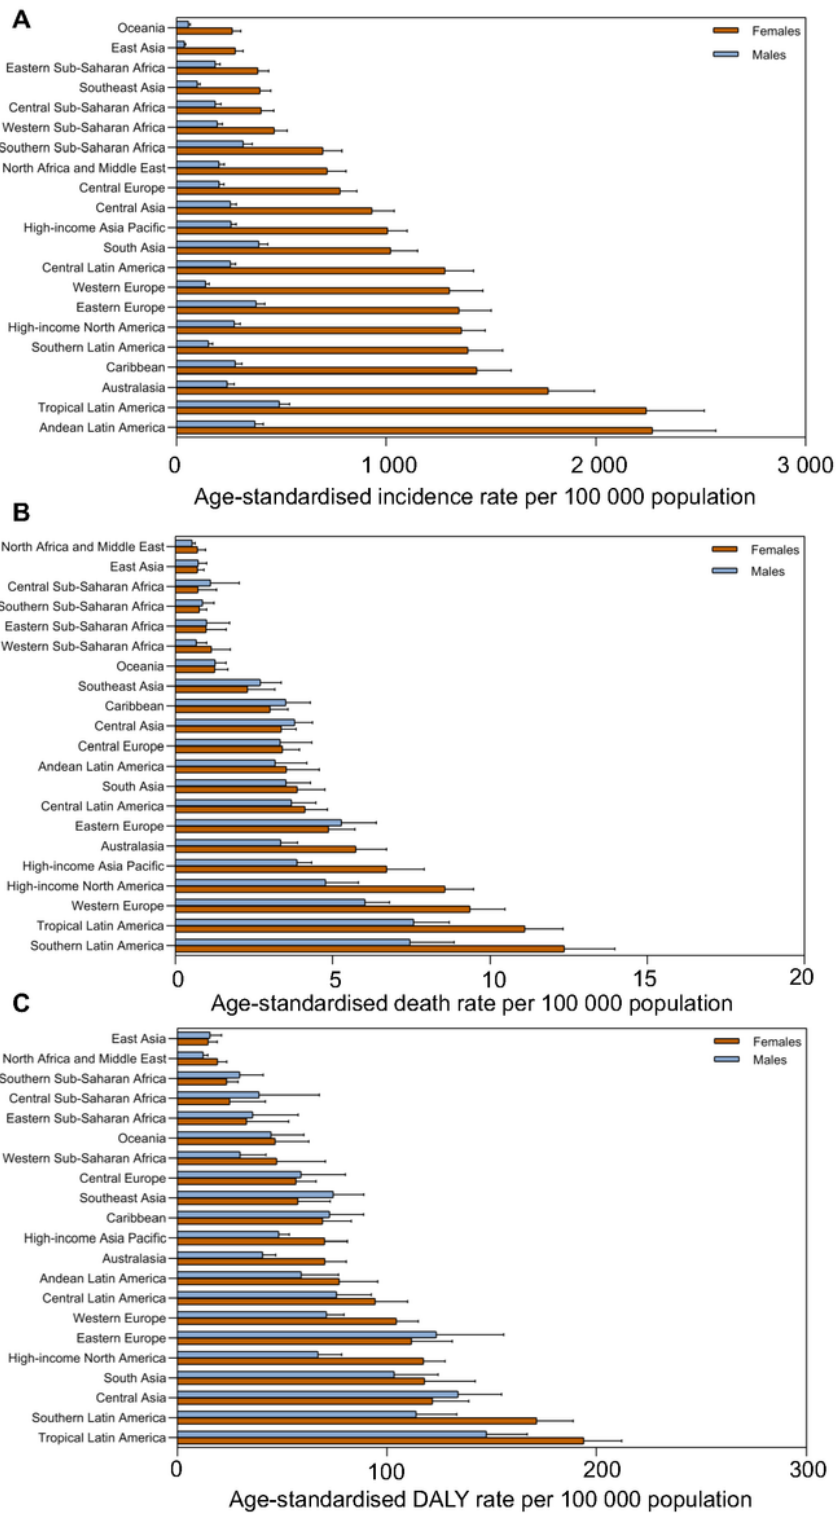 A
Oceania
East Asia
Eastern Sub-Saharan Africa
Southeast Asia
Central Sub-Saharan Africa
Western Sub-Saharan Africa
Southern Sub-Saharan Africa
North Africa and Middle East
Central Europe
Central Asia
High-income Asia Pacific
South Asia
Central Latin America
Western Europe
Eastern Europe
High-income North America
Southern Latin America
Caribbean
Australasia
Tropical Latin America
Andean Latin America
Females
Males
0 1 000 2 000 3 000
Age-standardised incidence rate per 100 000 population
B
North Africa and Middle East
East Asia
Central Sub-Saharan Africa
Southern Sub-Saharan Africa
Eastern Sub-Saharan Africa
Western Sub-Saharan Africa
Oceania
Southeast Asia
Caribbean
Central Asia
Central Europe
Andean Latin America
South Asia
Central Latin America
Eastern Europe
Australasia
High-income Asia Pacific
High-income North America
Western Europe
Tropical Latin America
Southern Latin America
Females
Males
0 5 10 15 20
Age-standardised death rate per 100 000 population
C
East Asia
North Africa and Middle East
Southern Sub-Saharan Africa
Central Sub-Saharan Africa
Eastern Sub-Saharan Africa
Oceania
Western Sub-Saharan Africa
Central Europe
Southeast Asia
Caribbean
High-income Asia Pacific
Australasia
Andean Latin America
Central Latin America
Western Europe
Eastern Europe
High-income North America
South Asia
Central Asia
Southern Latin America
Tropical Latin America
Females
Males
0 100 200 300
Age-standardised DALY rate per 100 000 population